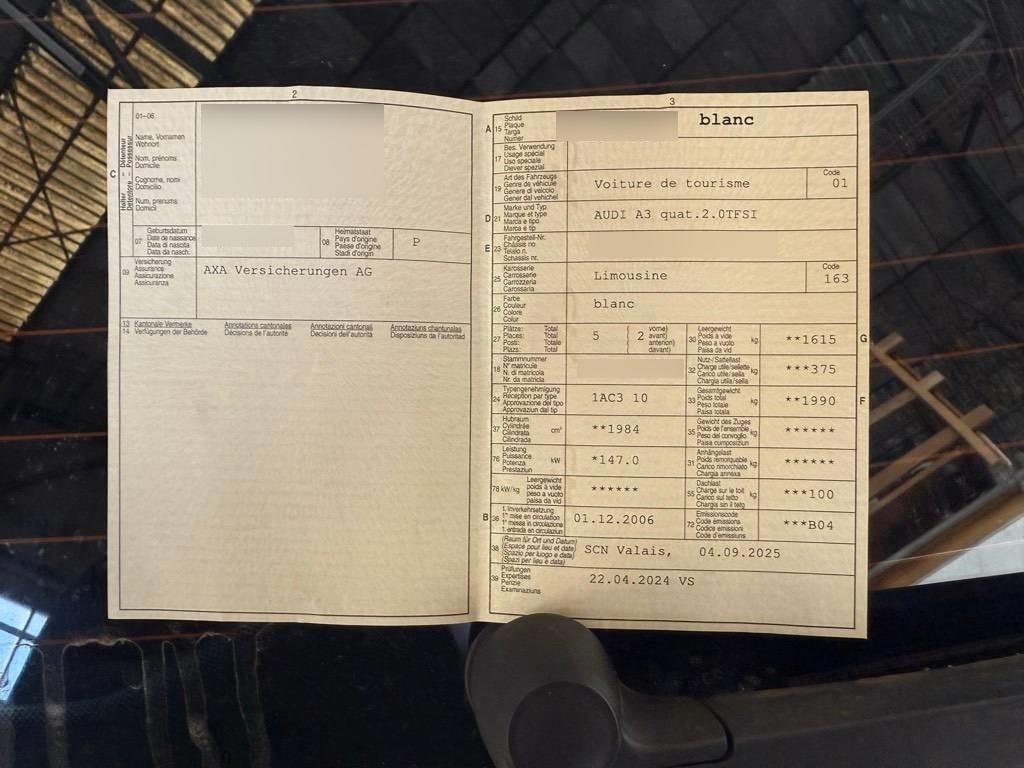 2
01-06
Name, Vornamen
Wohnort
Nom, prénoms
Domicile
Cognome, nomi
Domicilio
Num, prenums
Domicil
C
Halter Détenteur
Detentore Possessur
07
Geburtsdatum
Date de naissance
Data di nascita
Data da nasch.
08
Heimatstaat
Pays d'origine
Paese d'origine
Stadi d'origin
P
09
Versicherung
Assurance
Assicurazione
Assicuranza
AXA Versicherungen AG
13 Kantonale Vermerke Annotations cantonales Annotazioni cantonali Annotaziuns chantunalas
14 Verfügungen der Behörde Décisions de l'autorité Decisioni dell'autorità Disposiziuns da l'autoritad
3
A 15
Schild
Plaque
Targa
Numer
blanc
17
Bes. Verwendung
Usage spécial
Uso speciale
Diever spezial
19
Art des Fahrzeugs
Genre de véhicule
Genere di veicolo
Gener dal vehichel
Voiture de tourisme
Code
01
D 21
Marke und Typ
Marque et type
Marca e tipo
Marca e tip
AUDI A3 quat.2.0TFSI
E 23
Fahrgestell-Nr.
Châssis no
Telaio n.
Schassis nr.
25
Karosserie
Carrosserie
Carrozzeria
Carossaria
Limousine
Code
163
26
Farbe
Couleur
Colore
Colur
blanc
27
Plätze: Total
Places: Total
Posti: Totale
Plazs: Total
5
2
vorne)
avant)
anteriori)
davant)
30
Leergewicht
Poids à vide
Peso a vuoto
Paisa da vid
kg
**1615
G
18
Stammnummer
N° matricule
N. di matricola
Nr. da matricla
32
Nutz-/Sattellast
Charge utile/sellette
Carico utile/sella
Chargia utila/sella
kg
***375
24
Typengenehmigung
Réception par type
Approvazione del tipo
Approvaziun dal tip
1AC3 10
33
Gesamtgewicht
Poids total
Peso totale
Paisa totala
kg
**1990
F
37
Hubraum
Cylindrée
Cilindrata
Cilindrada
cm³
**1984
35
Gewicht des Zuges
Poids de l'ensemble
Peso del convoglio
Paisa cumposiziun
kg
******
76
Leistung
Puissance
Potenza
Prestaziun
kW
*147.0
31
Anhängelast
Poids remorquable
Carico rimorchiato
Chargia annexa
kg
******
78 kW/kg
Leergewicht
poids à vide
peso a vuoto
paisa da vid
******
55
Dachlast
Charge sur le toit
Carico sul tetto
Chargia sin il tetg
kg
***100
B 36
1. Inverkehrsetzung
1re mise en circulation
1a messa in circolazione
1. entrada en circulaziun
01.12.2006
72
Emissionscode
Code émissions
Codice emissioni
Code d'emissiuns
***B04
38
(Raum für Ort und Datum)
(Espace pour lieu et date)
(Spazio per luogo e data)
(Spazi per lieu e data)
SCN Valais, 04.09.2025
39
Prüfungen
Expertises
Perizie
Examinaziuns
22.04.2024 VS